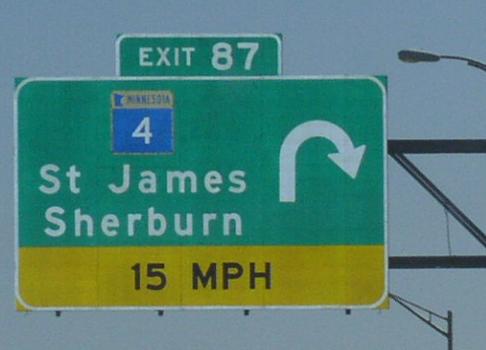 EXIT 87
MINNESOTA
4
St James
Sherburn
15 MPH